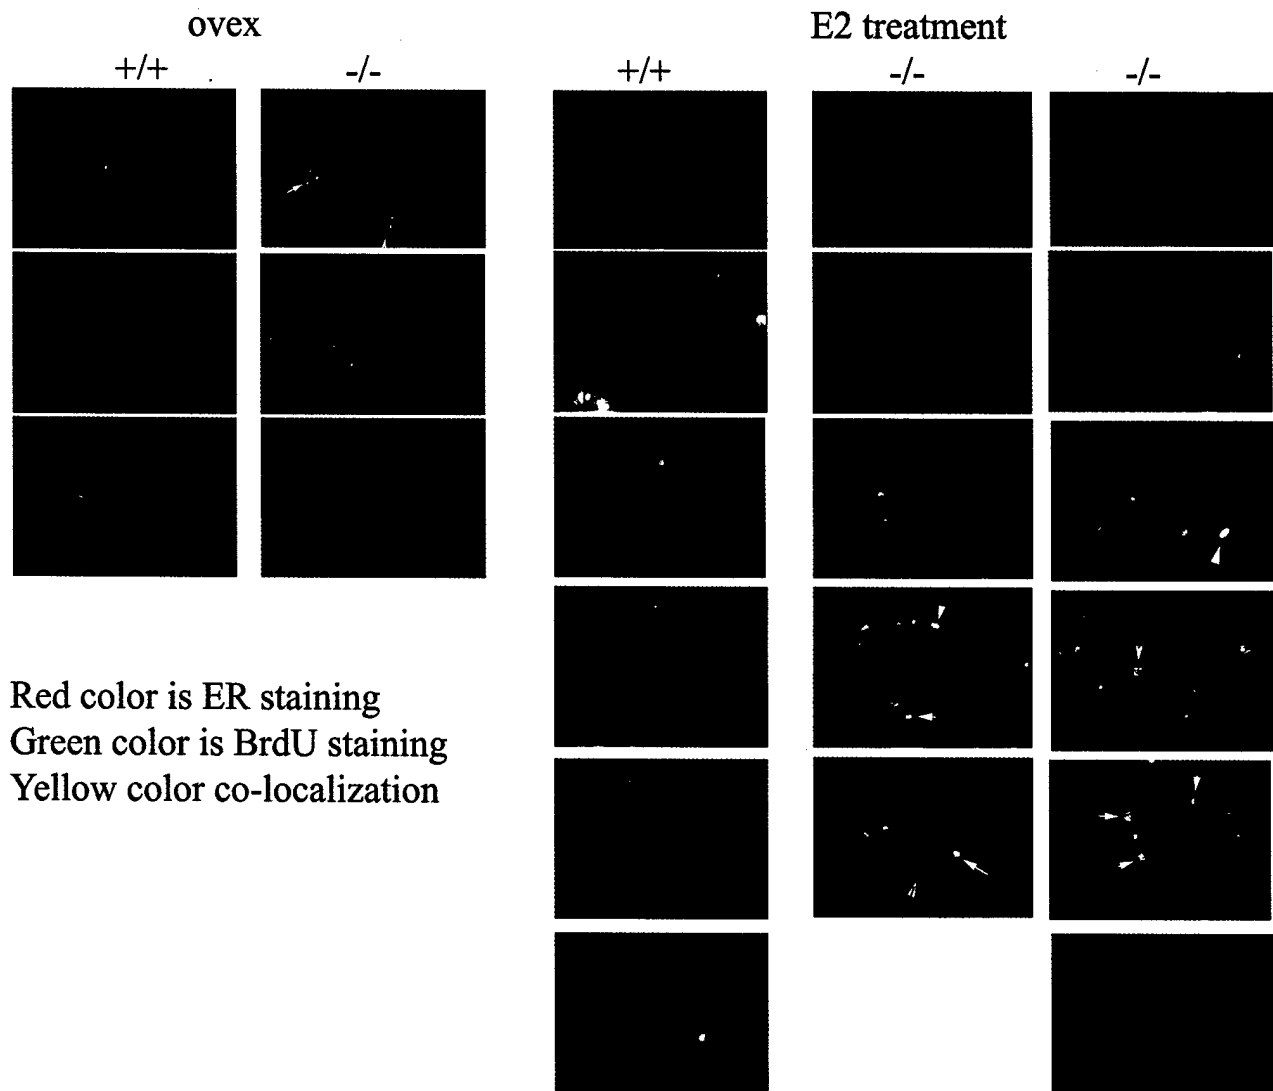 ovex
E2 treatment
+/+
-/-
+/+
-/-
-/-
Red color is ER staining
Green color is BrdU staining
Yellow color co-localization